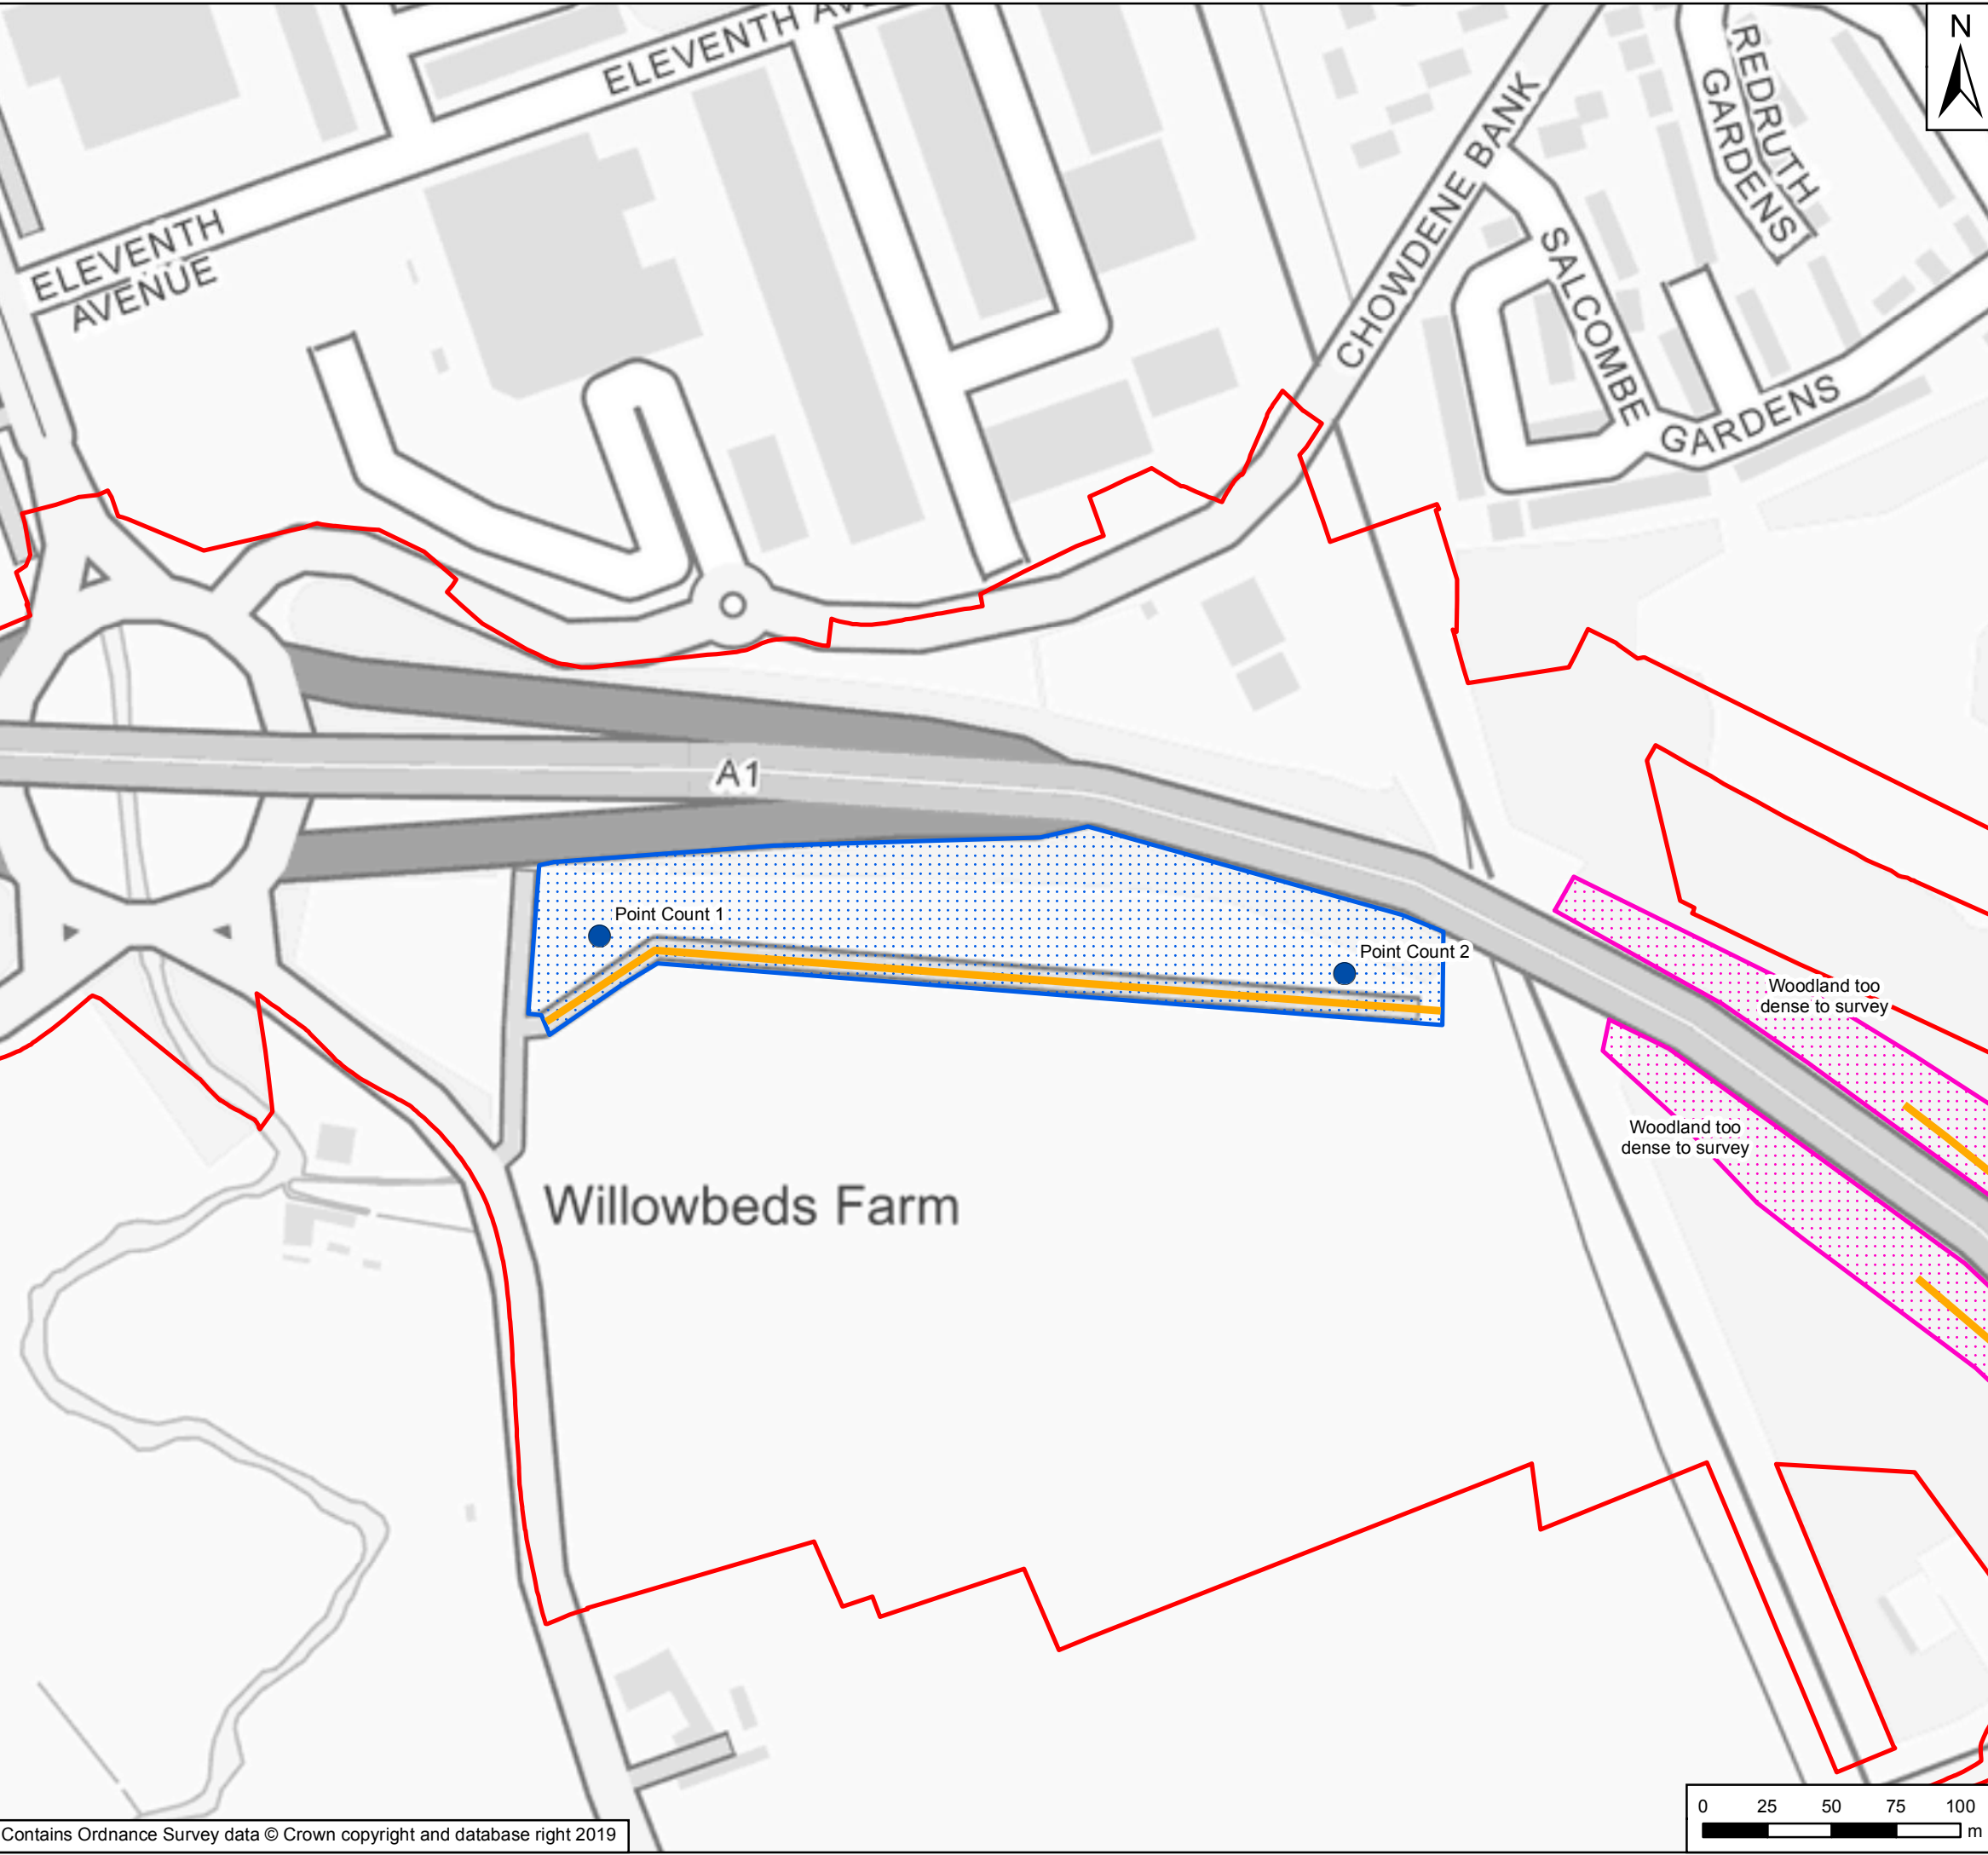 ELEVENTH AV
N
REDRUTH
GARDENS
CHOWDENE BANK
ELEVENTH
AVENUE
SALCOMBE
GARDENS
A1
Point Count 1
Point Count 2
Woodland too
dense to survey
Woodland too
dense to survey
Willowbeds Farm
0 25 50 75 100
m
Contains Ordnance Survey data © Crown copyright and database right 2019